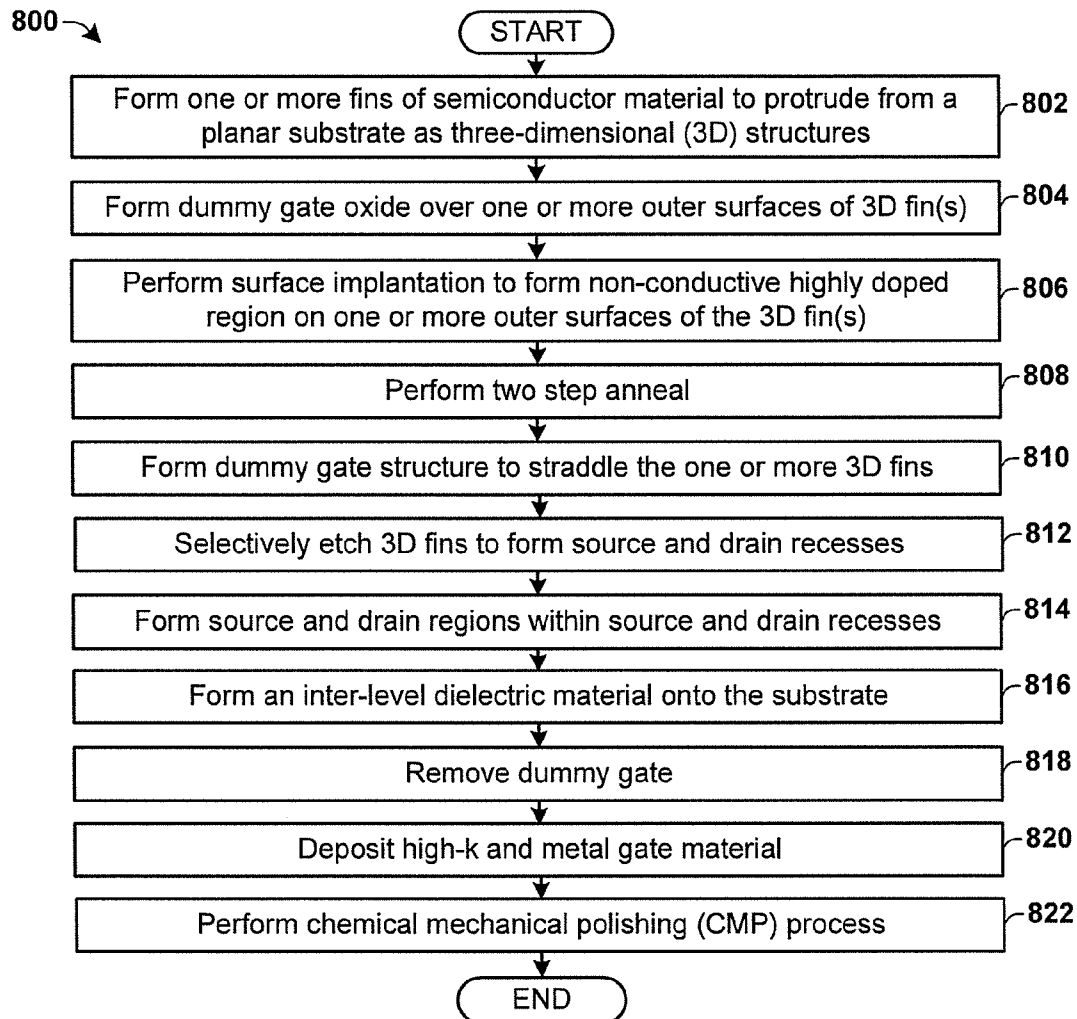 800
START
Form one or more fins of semiconductor material to protrude from a
planar substrate as three-dimensional (3D) structures
802
Form dummy gate oxide over one or more outer surfaces of 3D fin(s)
804
Perform surface implantation to form non-conductive highly doped
region on one or more outer surfaces of the 3D fin(s)
806
Perform two step anneal
808
Form dummy gate structure to straddle the one or more 3D fins
810
Selectively etch 3D fins to form source and drain recesses
812
Form source and drain regions within source and drain recesses
814
Form an inter-level dielectric material onto the substrate
816
Remove dummy gate
818
Deposit high-k and metal gate material
820
Perform chemical mechanical polishing (CMP) process
822
END